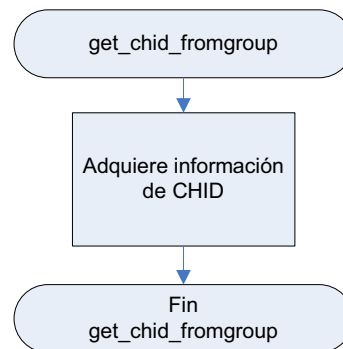 get_chid_fromgroup
Adquiere información
de CHID
Fin
get_chid_fromgroup